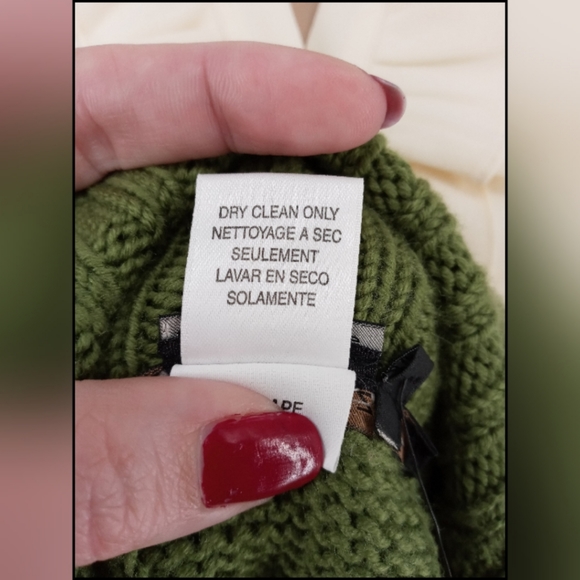 DRY CLEAN ONLY
NETTOYAGE A SEC
SEULEMENT
LAVAR EN SECO
SOLAMENTE